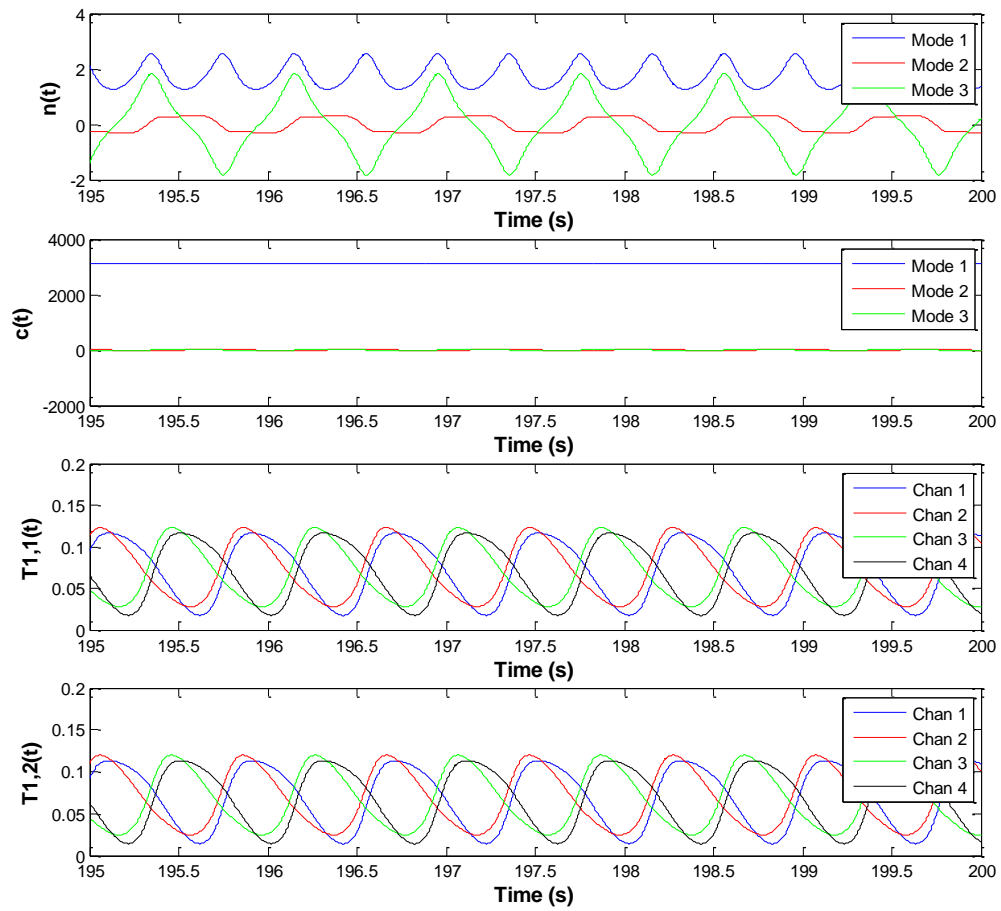 4
2
0
-2
n(t)
Mode 1
Mode 2
Mode 3
195 195.5 196 196.5 197 197.5 198 198.5 199 199.5 200
Time (s)
4000
2000
0
-2000
c(t)
Mode 1
Mode 2
Mode 3
195 195.5 196 196.5 197 197.5 198 198.5 199 199.5 200
Time (s)
0.2
0.15
0.1
0.05
0
T1,1(t)
Chan 1
Chan 2
Chan 3
Chan 4
195 195.5 196 196.5 197 197.5 198 198.5 199 199.5 200
Time (s)
0.2
0.15
0.1
0.05
0
T1,2(t)
Chan 1
Chan 2
Chan 3
Chan 4
195 195.5 196 196.5 197 197.5 198 198.5 199 199.5 200
Time (s)